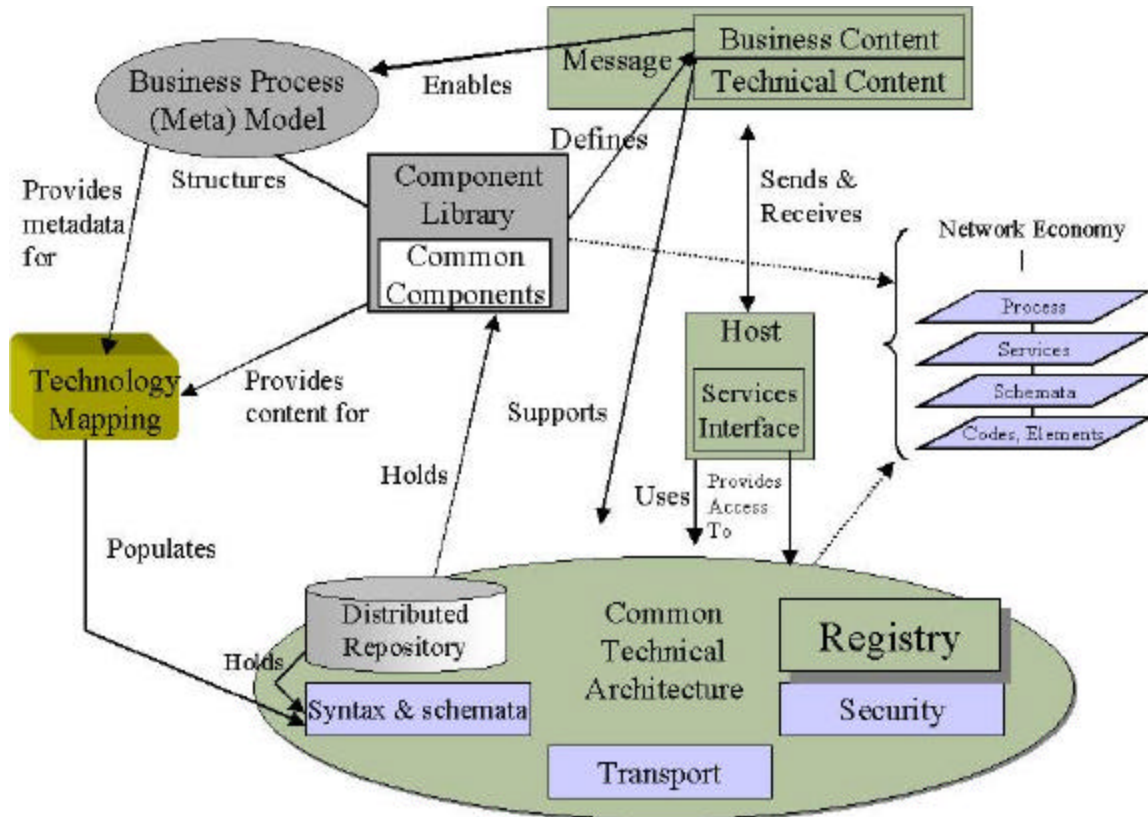 Business Content
Message
Technical Content
Business Process
(Meta) Model
Enables
Defines
Structures
Component
Library
Common
Components
Sends &
Receives
Provides
metadata
for
Network Economy
Process
Services
Schemata
Codes, Elements
Host
Services
Interface
Technology
Mapping
Provides
content for
Supports
Holds
Uses
Provides
Access
To
Populates
Distributed
Repository
Common
Technical
Architecture
Registry
Holds
Syntax & schemata
Security
Transport